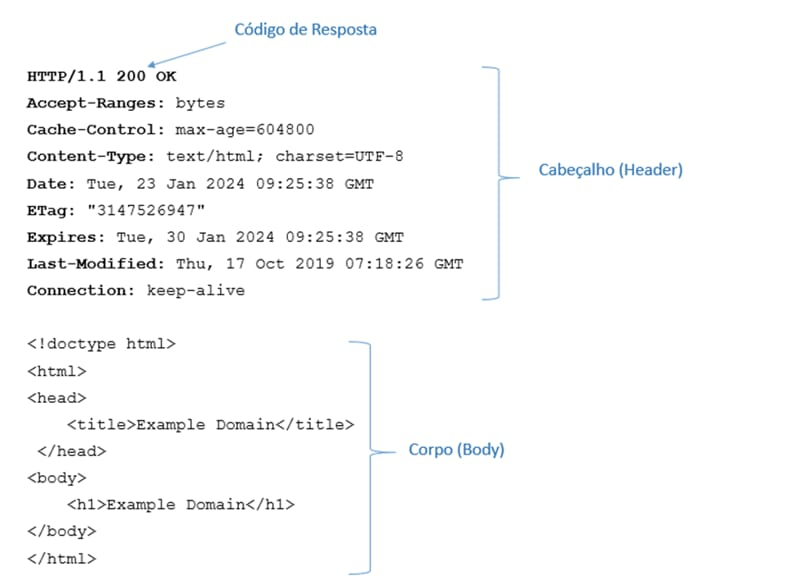 Código de Resposta
HTTP/1.1 200 OK
Accept-Ranges: bytes
Cache-Control: max-age=604800
Content-Type: text/html; charset=UTF-8
Date: Tue, 23 Jan 2024 09:25:38 GMT
ETag: "3147526947"
Expires: Tue, 30 Jan 2024 09:25:38 GMT
Last-Modified: Thu, 17 Oct 2019 07:18:26 GMT
Connection: keep-alive
Cabeçalho (Header)
<!doctype html>
<html>
<head>
    <title>Example Domain</title>
 </head>
<body>
    <h1>Example Domain</h1>
</body>
</html>
Corpo (Body)